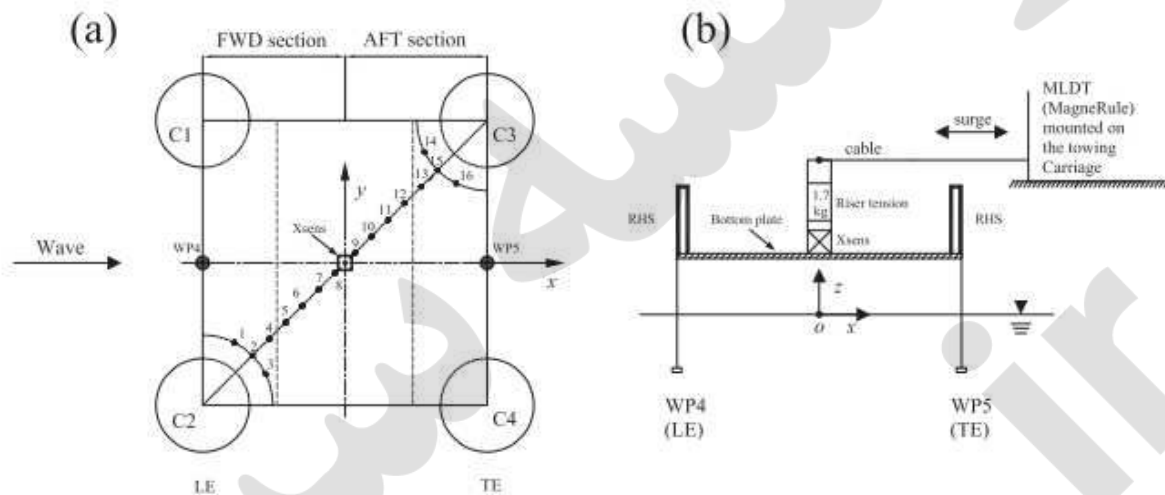 (a)
FWD section
AFT section
C1
C3
14
15
16
13
12
11
10
9
y
Xsens
Wave
WP4
WP5
x
8
7
6
5
4
1
2
3
C2
C4
LE
TE
(b)
MLDT
(MagneRule)
mounted on
the towing
Carriage
surge
cable
1.7
kg
Riser tension
RHS
Bottom plate
Xsens
RHS
z
o
x
WP4
(LE)
WP5
(TE)
ir